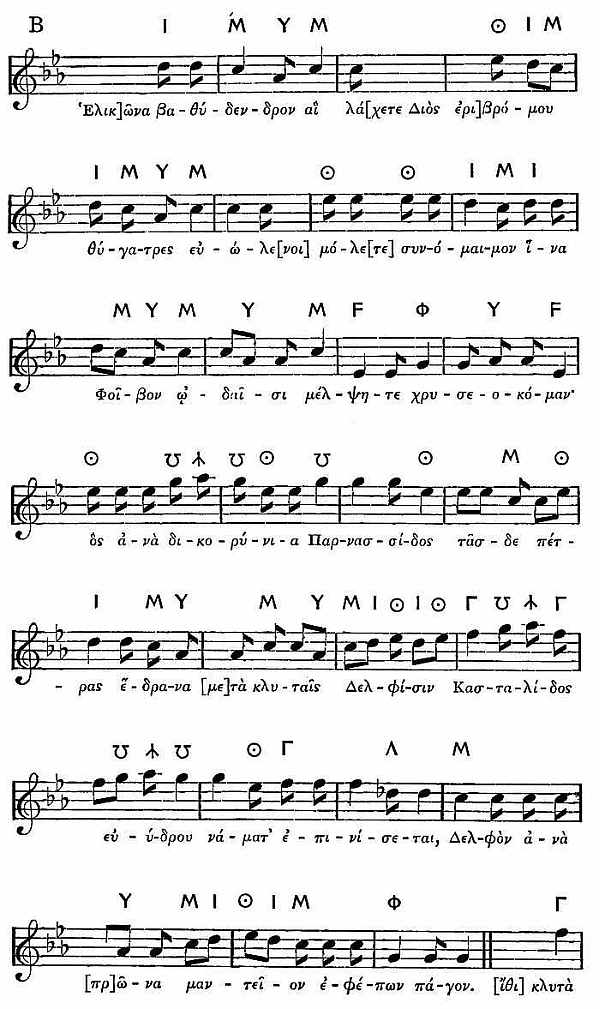 Β Ι Μ́ Υ Μ ⊙ Ι Μ
Ἑλικ]ῶνα βα-θύ-δεν-δρον αἳ λά[χετε Διὸς ἐρι]βρό-μου
Ι Μ Υ Μ ⊙ ⊙ Ι Μ Ι
θύ-γα-τρες εὐ-ώ-λε[νοι] μό-λε[τε] συν-ό-μαι-μον ἵ-να
Μ Υ Μ Υ Μ F Φ Υ F
Φοῖ-βον ᾠ-δαῖ-σι μέλ-ψη-τε χρυ-σε-ο-κό-μαν·
⊙ ℧ ℧ ⊙ ℧ ⊙ Μ ⊙
ὃς ἀ-νὰ δι-κο-ρύ-νι-α Παρ-νασ-σί-δος τᾶσ-δε πέτ-
Ι Μ Υ Μ Υ Μ Ι ⊙ Ι ⊙ Γ ℧ Γ
-ρας ἕ-δρα-να [με]τὰ κλυ-ταῖς Δελ-φί-σιν Κασ-τα-λί-δος
℧ ℧ ⊙ Γ Λ Μ
εὐ-ύ-δρου νά-ματ’ ἐ-πι-νί-σε-ται, Δελ-φὸν ἀ-νὰ
Υ Μ Ι ⊙ Ι Μ Φ Γ
[πρ]ῶ-να μαν-τεῖ-ον ἐ-φέ-πων πά-γον. [ἴθι] κλυτὰ